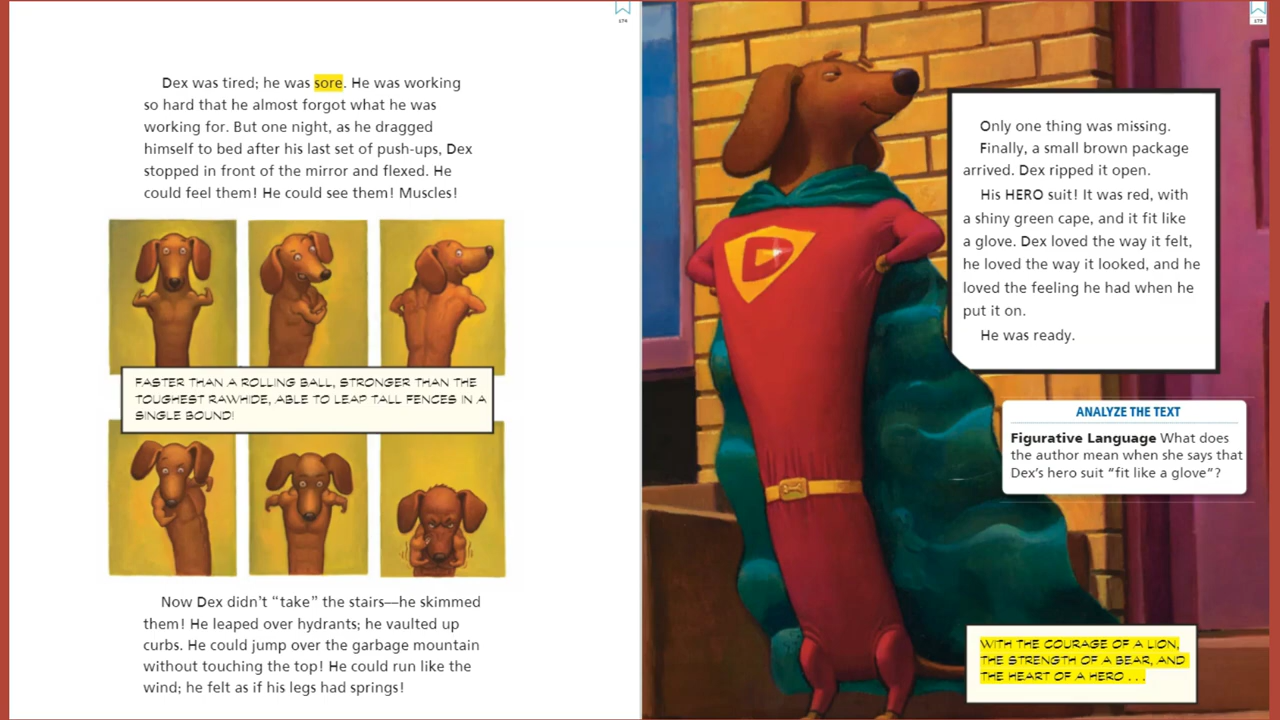 174
Dex was tired; he was sore. He was working
so hard that he almost forgot what he was
working for. But one night, as he dragged
himself to bed after his last set of push-ups, Dex
stopped in front of the mirror and flexed. He
could feel them! He could see them! Muscles!
FASTER THAN A ROLLING BALL, STRONGER THAN THE
TOUGHEST RAWHIDE, ABLE TO LEAP TALL FENCES IN A
SINGLE BOUND!
Now Dex didn't “take” the stairs—he skimmed
them! He leaped over hydrants; he vaulted up
curbs. He could jump over the garbage mountain
without touching the top! He could run like the
wind; he felt as if his legs had springs!
175
D
Only one thing was missing.
Finally, a small brown package
arrived. Dex ripped it open.
His HERO suit! It was red, with
a shiny green cape, and it fit like
a glove. Dex loved the way it felt,
he loved the way it looked, and he
loved the feeling he had when he
put it on.
He was ready.
ANALYZE THE TEXT
Figurative Language What does
the author mean when she says that
Dex's hero suit “fit like a glove”?
WITH THE COURAGE OF A LION,
THE STRENGTH OF A BEAR, AND
THE HEART OF A HERO . . .